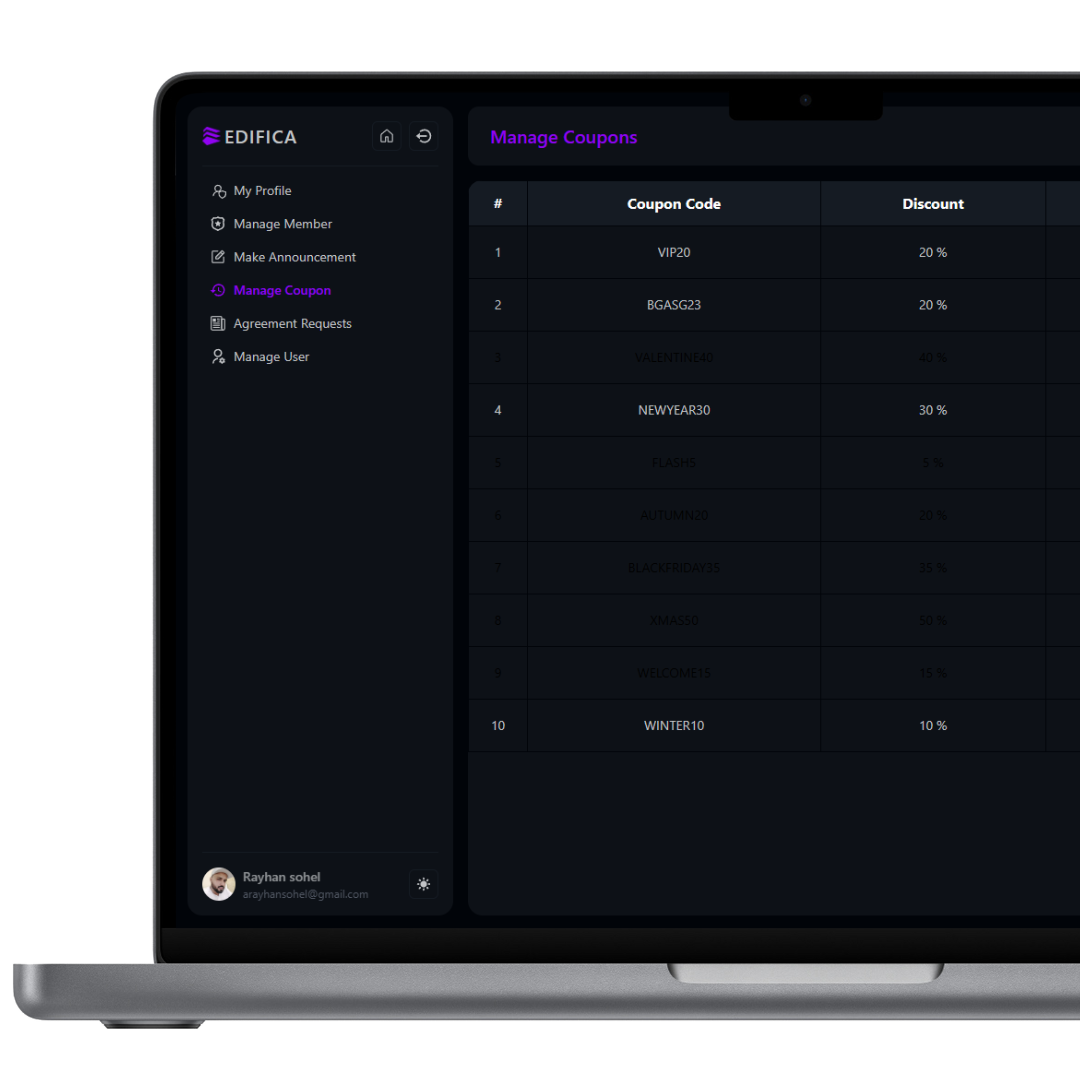 EDIFICA
My Profile
Manage Member
Make Announcement
Manage Coupon
Agreement Requests
Manage User
Rayhan sohel
arayhansohel@gmail.com
Manage Coupons
# Coupon Code Discount
1 VIP20 20 %
2 BGASG23 20 %
3 VALENTINE40 40 %
4 NEWYEAR30 30 %
5 FLASH5 5 %
6 AUTUMN20 20 %
7 BLACKFRIDAY35 35 %
8 XMAS50 50 %
9 WELCOME15 15 %
10 WINTER10 10 %